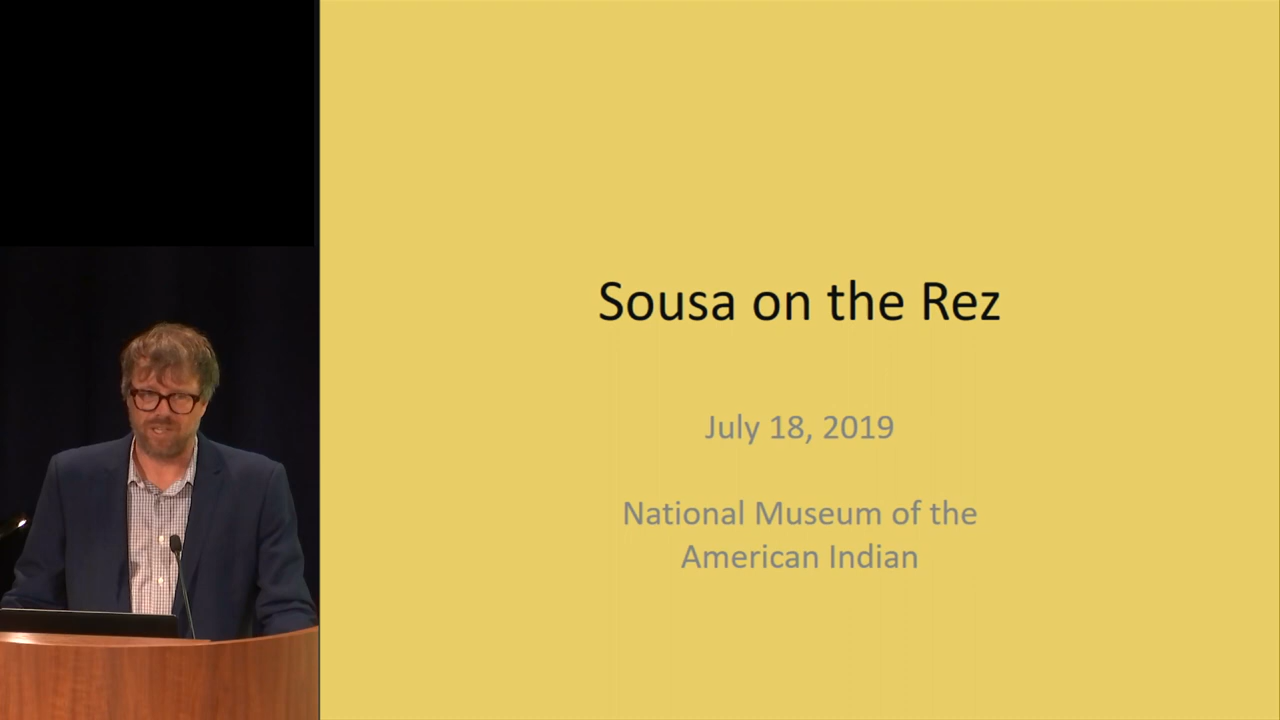 Sousa on the Rez
July 18, 2019
National Museum of the
American Indian